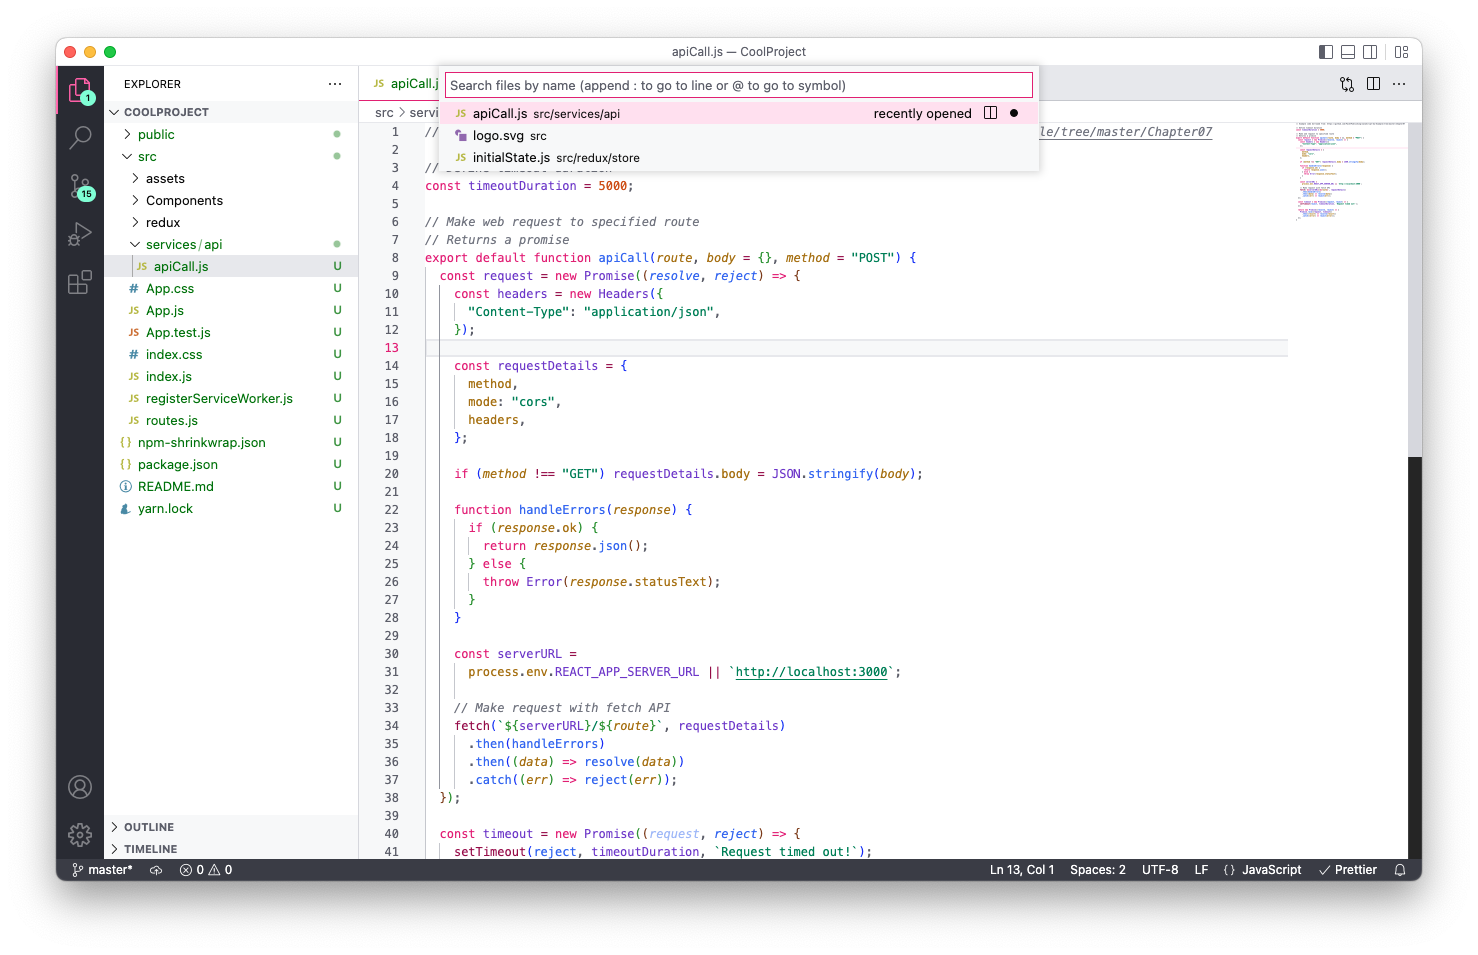 apiCall.js — CoolProject
EXPLORER
COOLPROJECT
public
src
assets
Components
redux
services/api
JS apiCall.js U
# App.css U
JS App.js U
JS App.test.js U
# index.css U
JS index.js U
JS registerServiceWorker.js U
JS routes.js U
{} npm-shrinkwrap.json U
{} package.json U
README.md U
yarn.lock U
OUTLINE
TIMELINE
1
15
JS apiCall.j
Search files by name (append : to go to line or @ to go to symbol)
JS apiCall.js src/services/api recently opened
logo.svg src
JS initialState.js src/redux/store
src > servi
1 // le/tree/master/Chapter07
2
3 //
4 const timeoutDuration = 5000;
5
6 // Make web request to specified route
7 // Returns a promise
8 export default function apiCall(route, body = {}, method = "POST") {
9 const request = new Promise((resolve, reject) => {
10 const headers = new Headers({
11 "Content-Type": "application/json",
12 });
13
14 const requestDetails = {
15 method,
16 mode: "cors",
17 headers,
18 };
19
20 if (method !== "GET") requestDetails.body = JSON.stringify(body);
21
22 function handleErrors(response) {
23 if (response.ok) {
24 return response.json();
25 } else {
26 throw Error(response.statusText);
27 }
28 }
29
30 const serverURL =
31 process.env.REACT_APP_SERVER_URL || `http://localhost:3000`;
32
33 // Make request with fetch API
34 fetch(`${serverURL}/${route}`, requestDetails)
35 .then(handleErrors)
36 .then((data) => resolve(data))
37 .catch((err) => reject(err));
38 });
39
40 const timeout = new Promise((request, reject) => {
41 setTimeout(reject, timeoutDuration, `Request timed out!`);
master* 0 0 Ln 13, Col 1 Spaces: 2 UTF-8 LF {} JavaScript Prettier